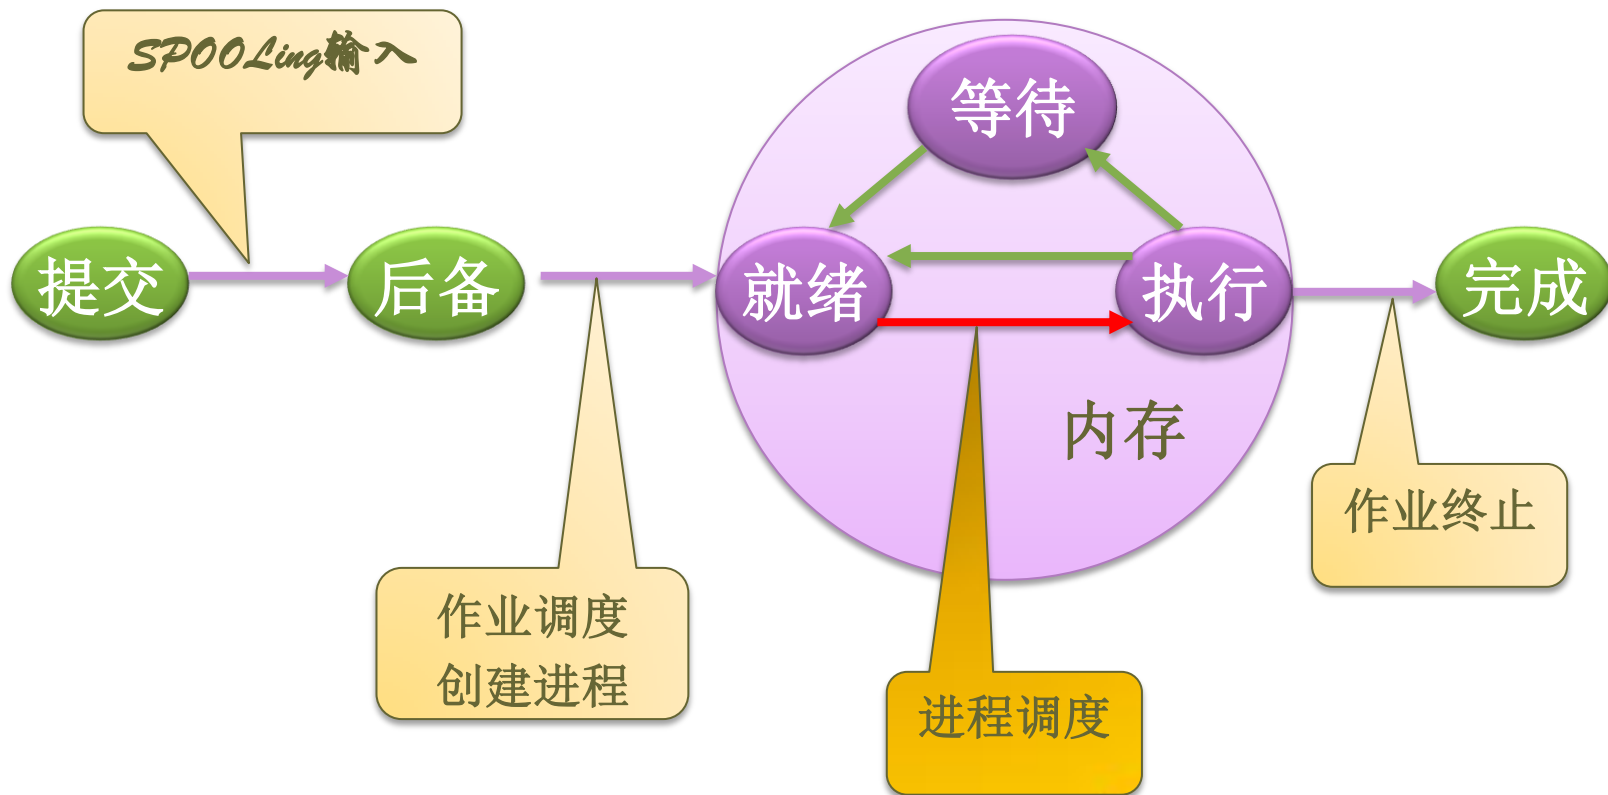 SPOOLing输入
等待
提交
后备
就绪
执行
完成
内存
作业终止
作业调度
创建进程
进程调度